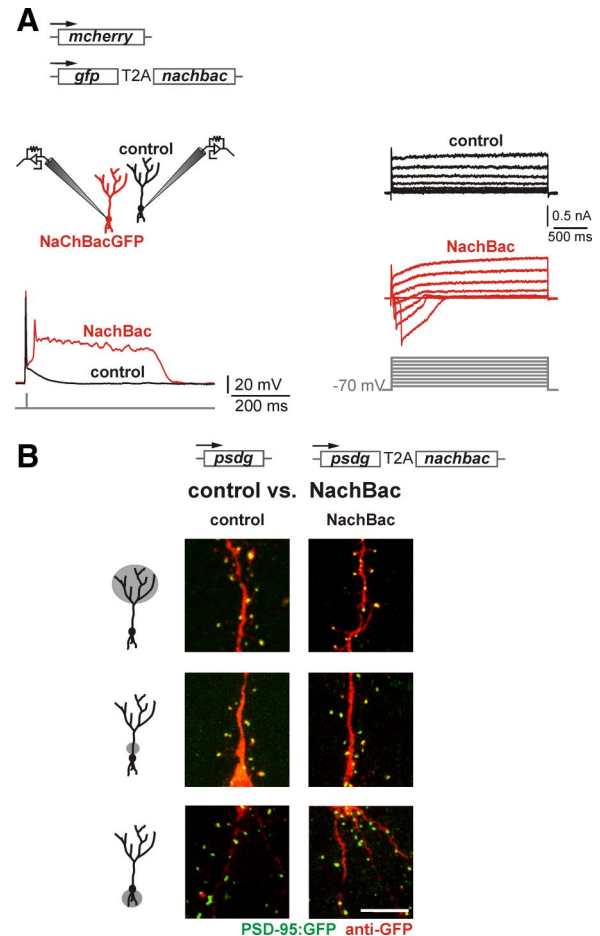 A
mcherry
gfp T2A nachbac
control
NaChBacGFP
control
0.5 nA
500 ms
NachBac
-70 mV
NachBac
control
20 mV
200 ms
B
psdg
psdg T2A nachbac
control vs. NachBac
control NachBac
PSD-95:GFP anti-GFP